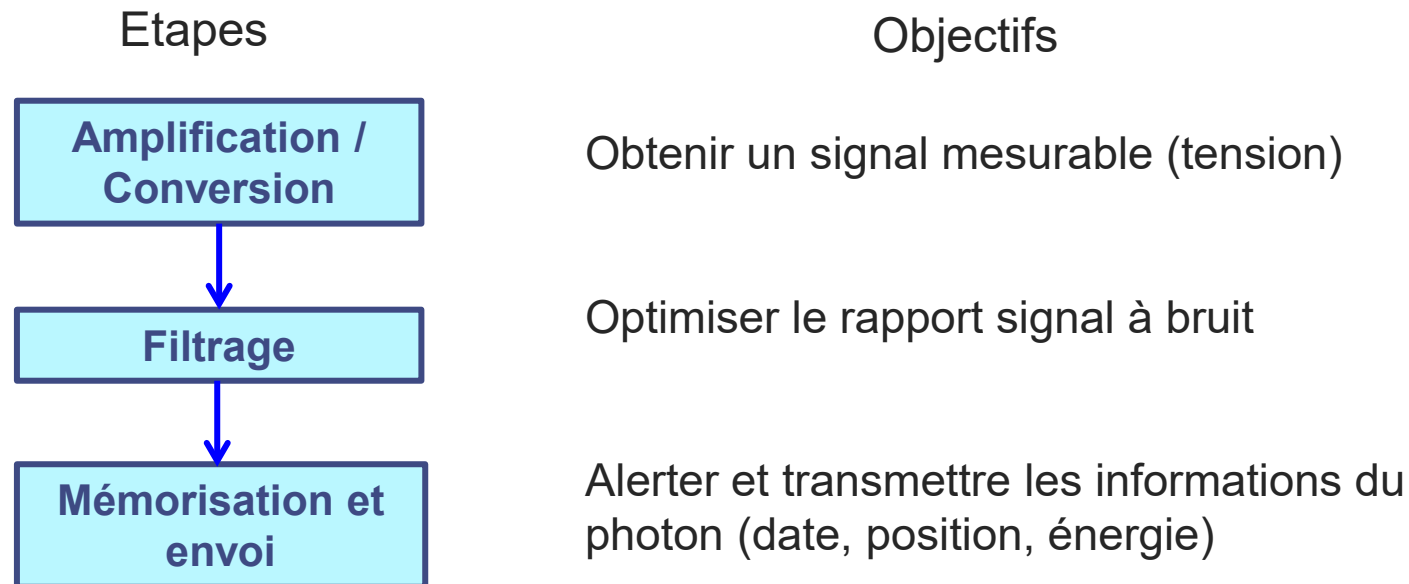 Etapes
Objectifs
Amplification /
Conversion
Obtenir un signal mesurable (tension)
Filtrage
Optimiser le rapport signal à bruit
Mémorisation et
envoi
Alerter et transmettre les informations du
photon (date, position, énergie)